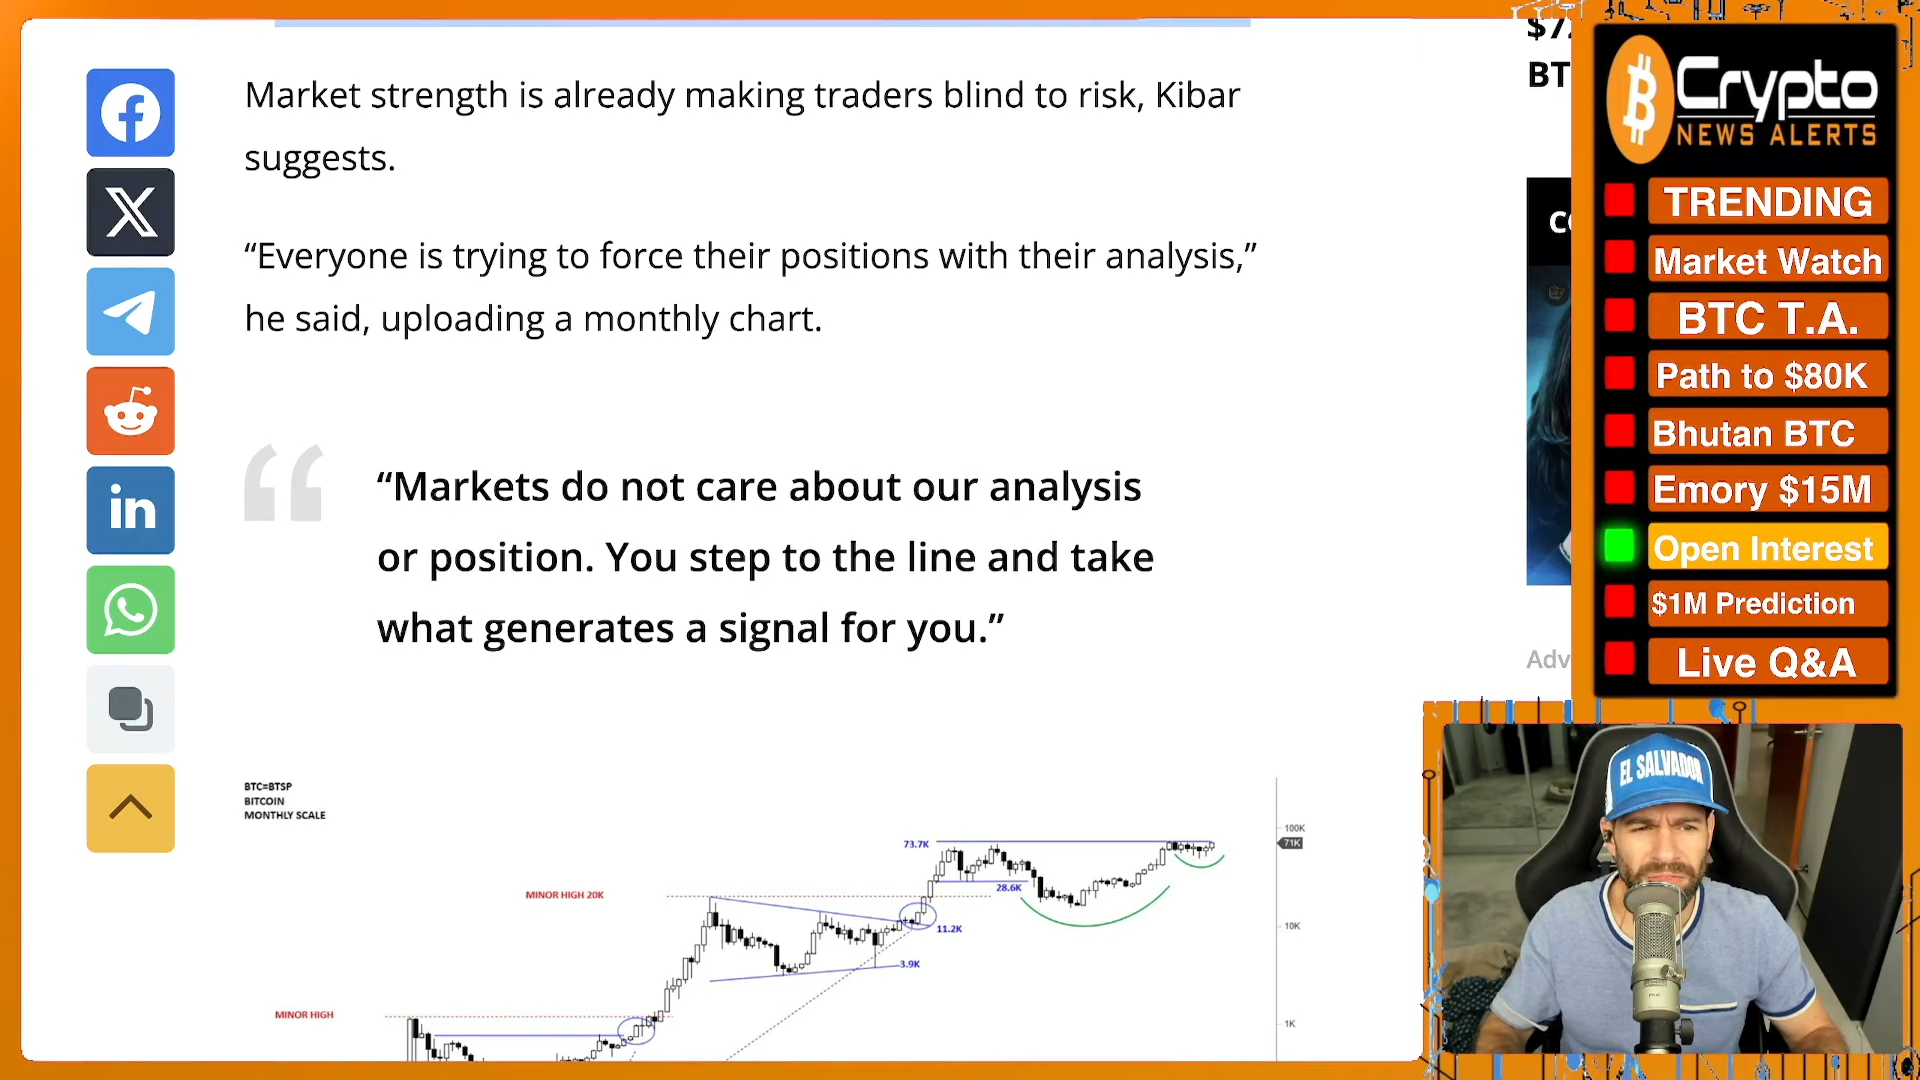 Market strength is already making traders blind to risk, Kibar
suggests.
“Everyone is trying to force their positions with their analysis,”
he said, uploading a monthly chart.
“Markets do not care about our analysis
or position. You step to the line and take
what generates a signal for you.”
BTC=BTSP
BITCOIN
MONTHLY SCALE
73.7K
100K
71K
MINOR HIGH 20K
28.6K
11.2K
10K
3.9K
MINOR HIGH
1K
BT
Adv
in
Crypto
NEWS ALERTS
TRENDING
Market Watch
BTC T.A.
Path to $80K
Bhutan BTC
Emory $15M
Open Interest
$1M Prediction
Live Q&A
EL SALVADOR